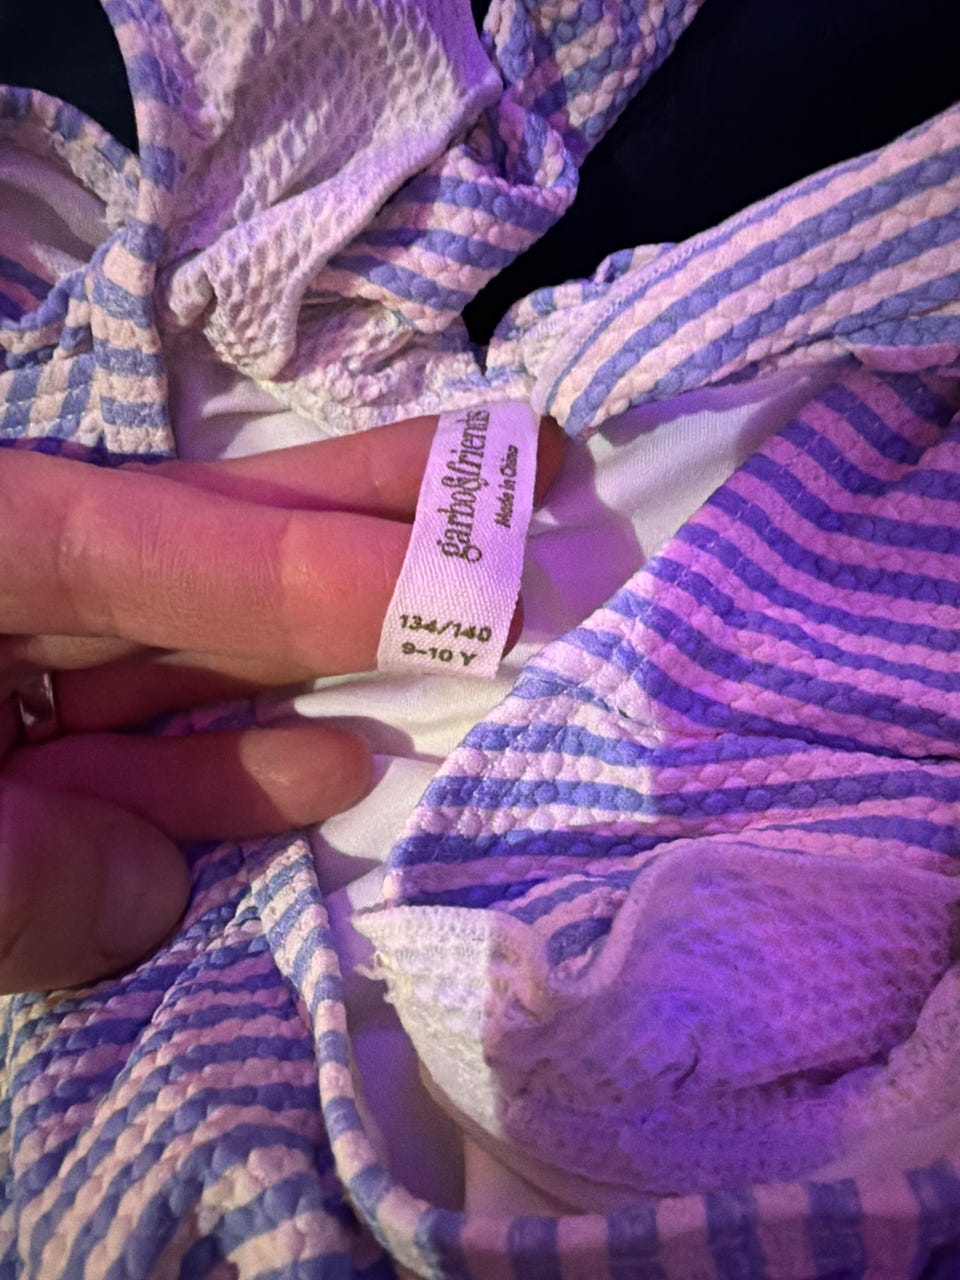 garbo&friends
Made in China
134/140
9-10 Y